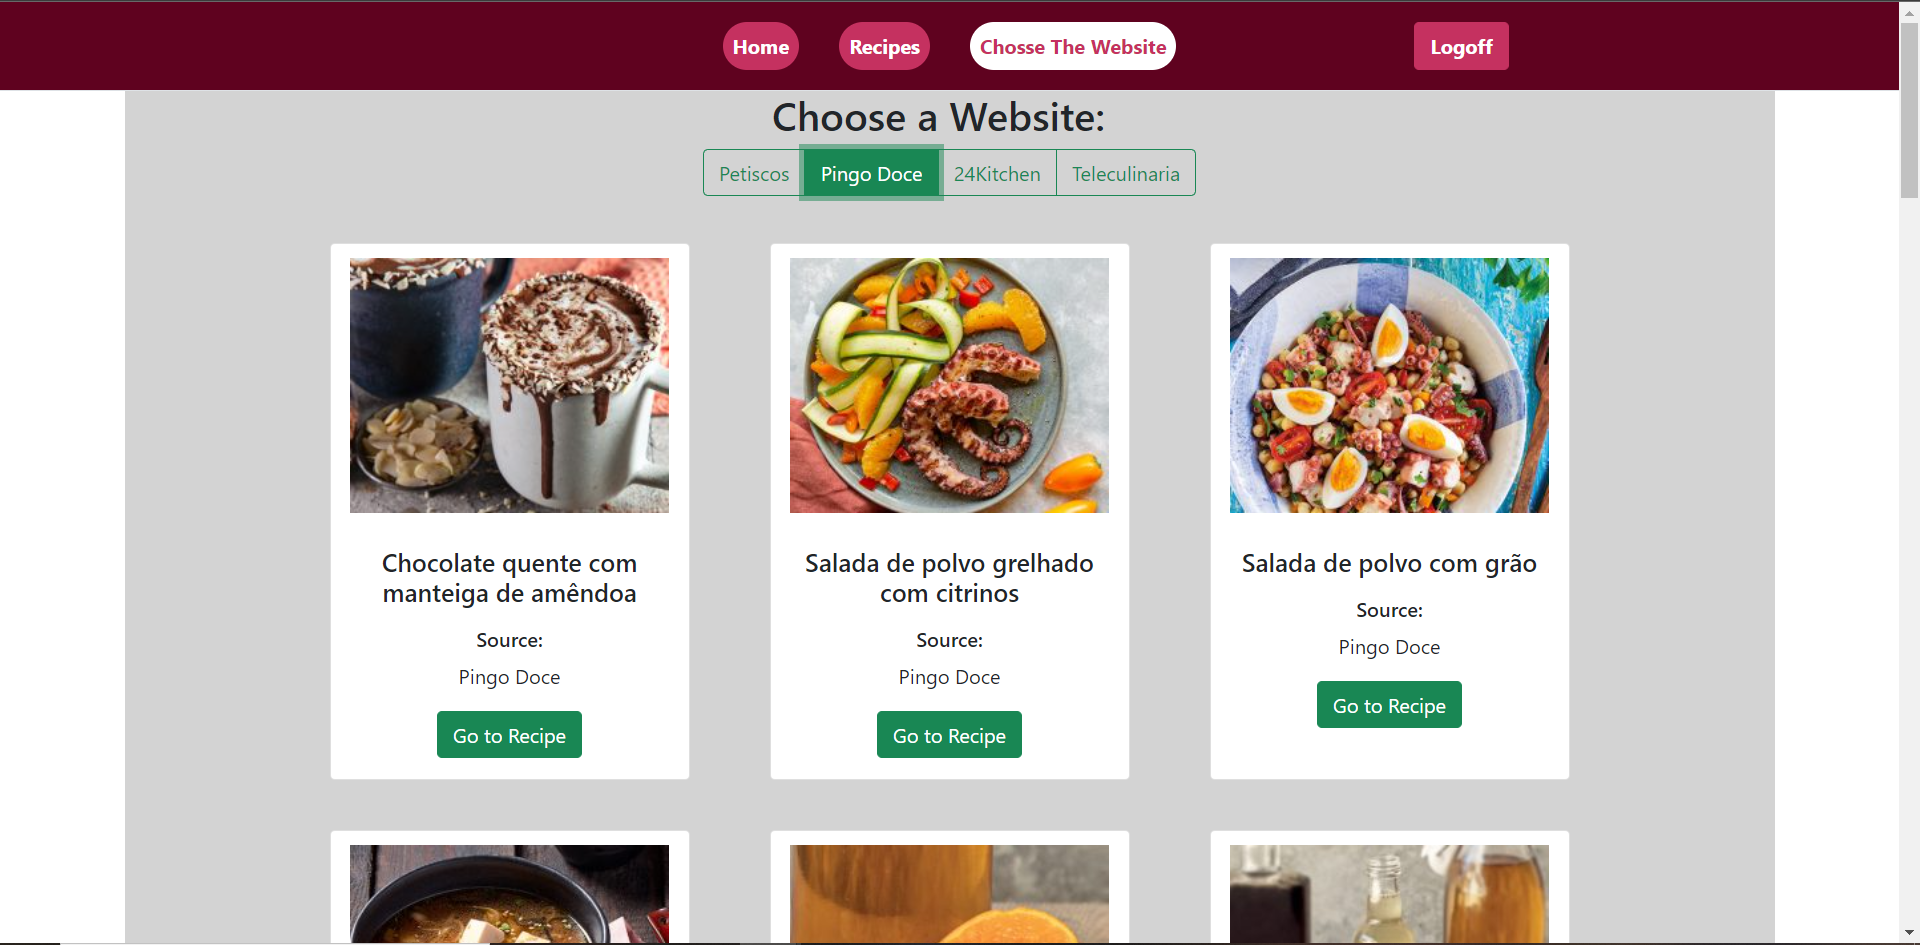 Home Recipes Chosse The Website Logoff
Choose a Website:
Petiscos Pingo Doce 24Kitchen Teleculinaria
Chocolate quente com
manteiga de amêndoa
Source:
Pingo Doce
Go to Recipe
Salada de polvo grelhado
com citrinos
Source:
Pingo Doce
Go to Recipe
Salada de polvo com grão
Source:
Pingo Doce
Go to Recipe